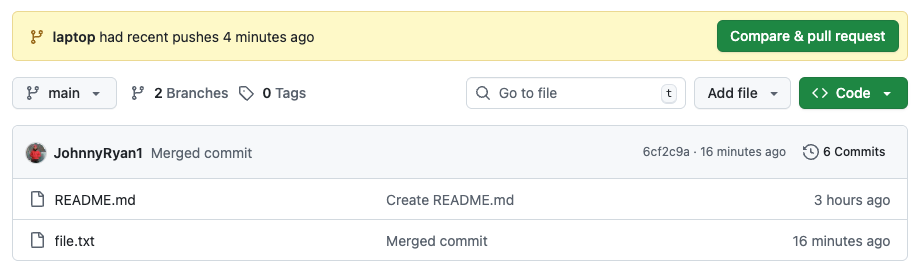 laptop had recent pushes 4 minutes ago Compare & pull request
main 2 Branches 0 Tags Go to file t Add file <> Code
JohnnyRyan1 Merged commit 6cf2c9a · 16 minutes ago 6 Commits
README.md Create README.md 3 hours ago
file.txt Merged commit 16 minutes ago